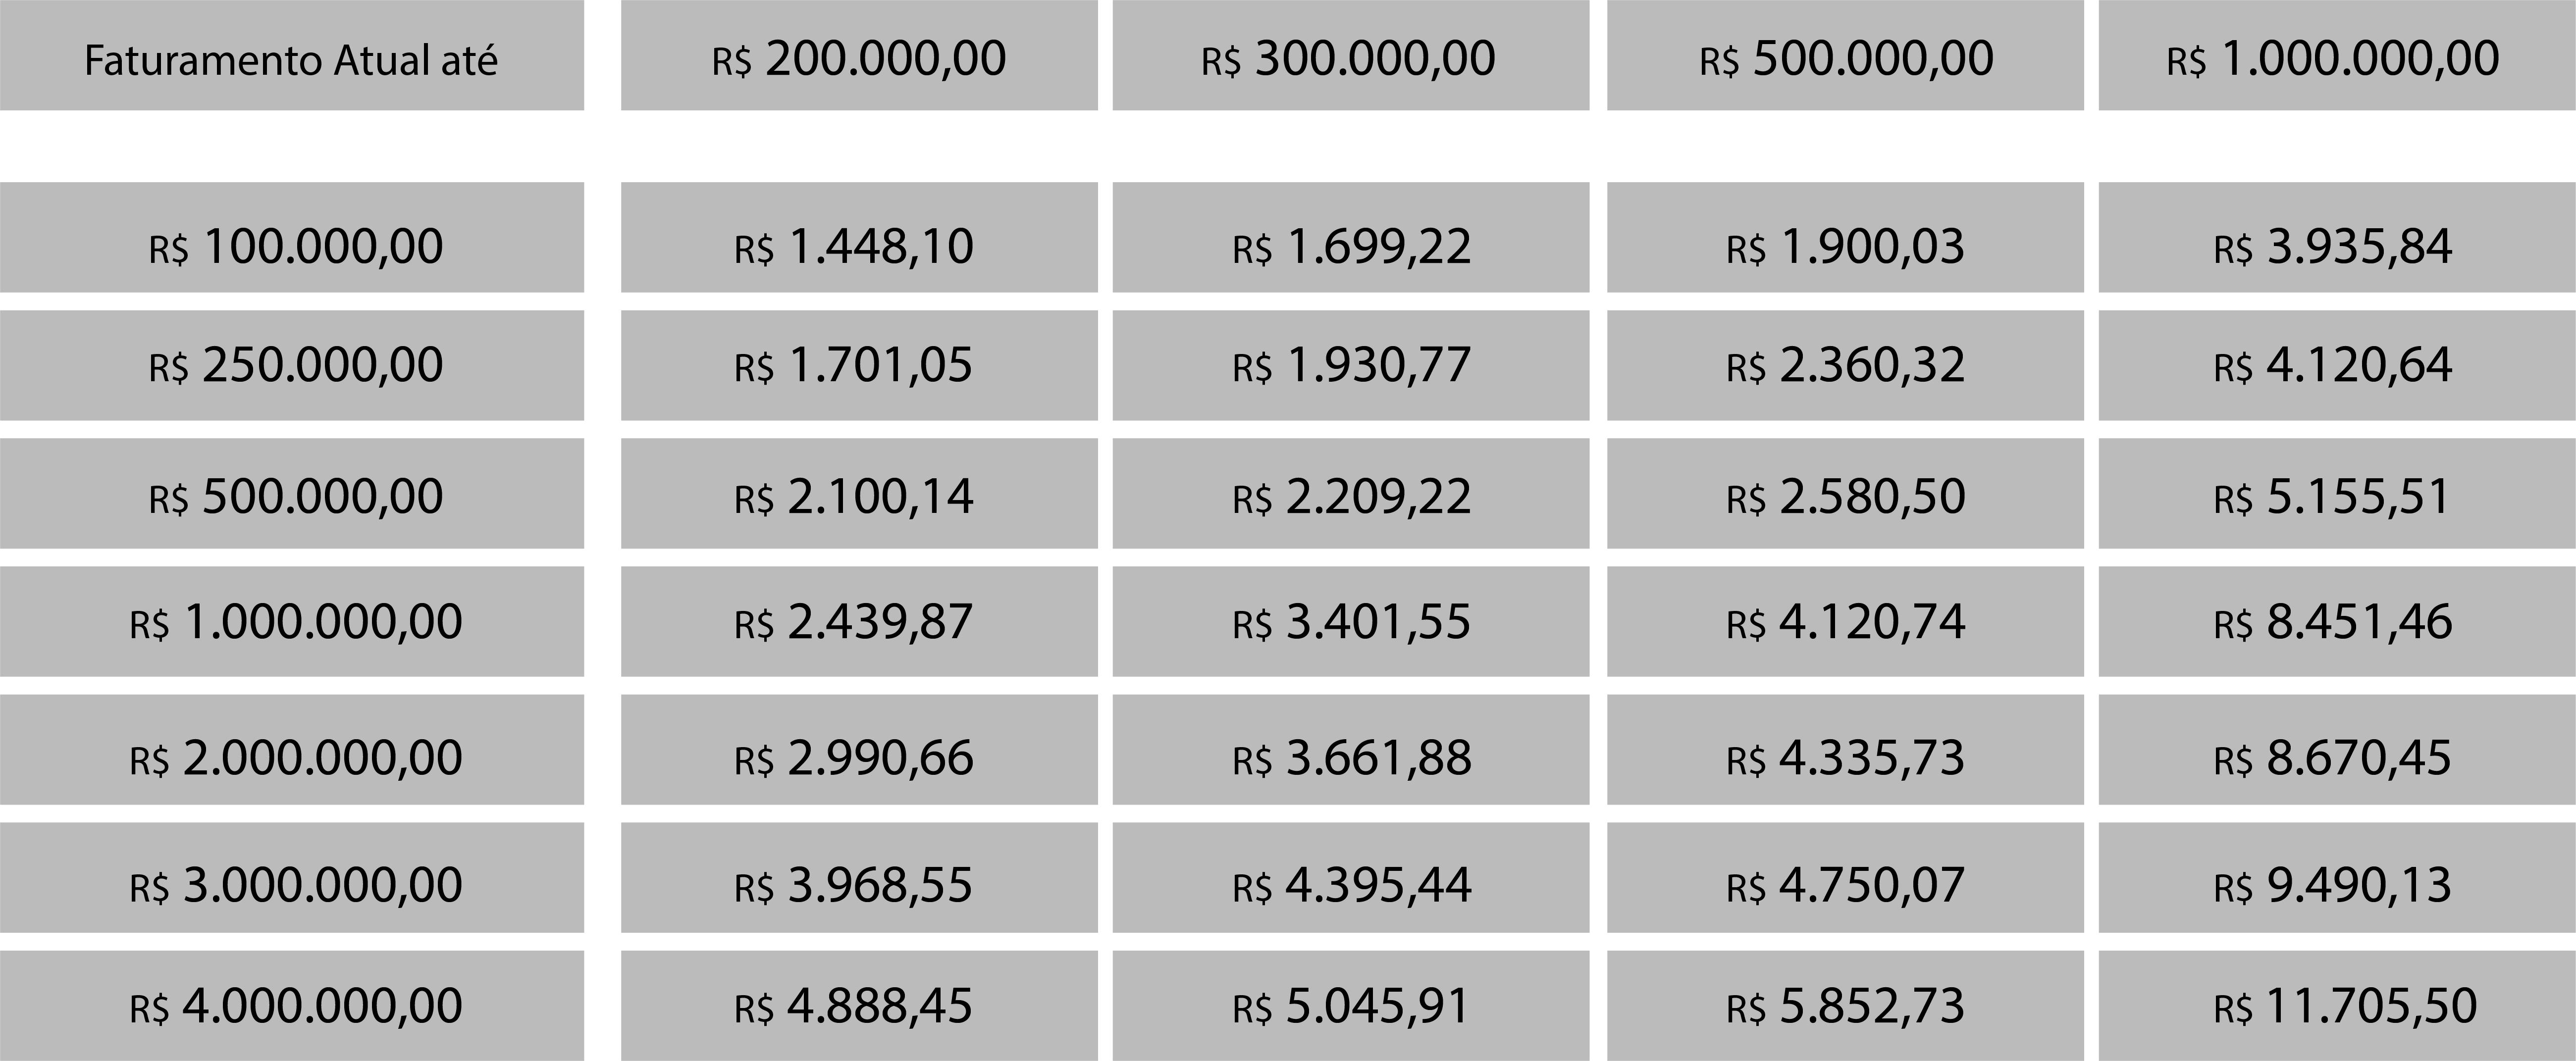 Faturamento Atual até R$ 200.000,00 R$ 300.000,00 R$ 500.000,00 R$ 1.000.000,00
R$ 100.000,00 R$ 1.448,10 R$ 1.699,22 R$ 1.900,03 R$ 3.935,84
R$ 250.000,00 R$ 1.701,05 R$ 1.930,77 R$ 2.360,32 R$ 4.120,64
R$ 500.000,00 R$ 2.100,14 R$ 2.209,22 R$ 2.580,50 R$ 5.155,51
R$ 1.000.000,00 R$ 2.439,87 R$ 3.401,55 R$ 4.120,74 R$ 8.451,46
R$ 2.000.000,00 R$ 2.990,66 R$ 3.661,88 R$ 4.335,73 R$ 8.670,45
R$ 3.000.000,00 R$ 3.968,55 R$ 4.395,44 R$ 4.750,07 R$ 9.490,13
R$ 4.000.000,00 R$ 4.888,45 R$ 5.045,91 R$ 5.852,73 R$ 11.705,50